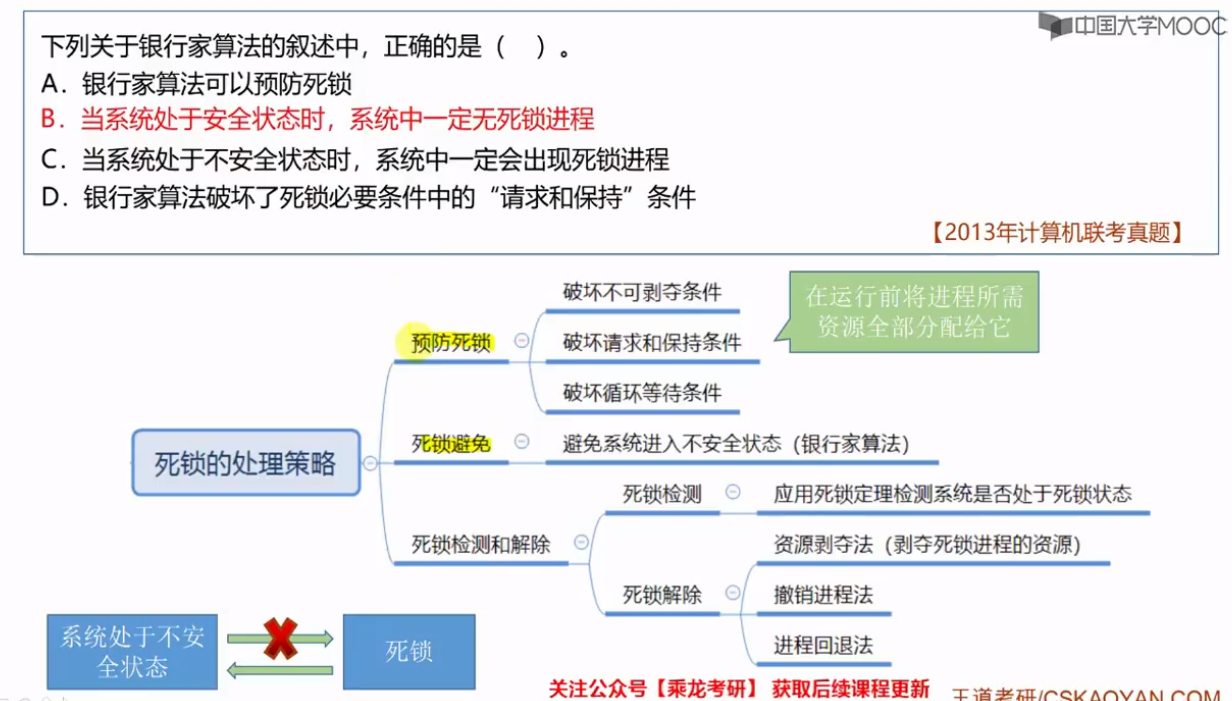 中国大学MOOC
下列关于银行家算法的叙述中，正确的是（　）。
A．银行家算法可以预防死锁
B．当系统处于安全状态时，系统中一定无死锁进程
C．当系统处于不安全状态时，系统中一定会出现死锁进程
D．银行家算法破坏了死锁必要条件中的“请求和保持”条件
【2013年计算机联考真题】
死锁的处理策略
预防死锁
破坏不可剥夺条件
破坏请求和保持条件
在运行前将进程所需
资源全部分配给它
破坏循环等待条件
死锁避免
避免系统进入不安全状态（银行家算法）
死锁检测和解除
死锁检测
应用死锁定理检测系统是否处于死锁状态
死锁解除
资源剥夺法（剥夺死锁进程的资源）
撤销进程法
进程回退法
系统处于不安
全状态
死锁
关注公众号【乘龙考研】 获取后续课程更新
王道考研/CSKAOYAN.COM